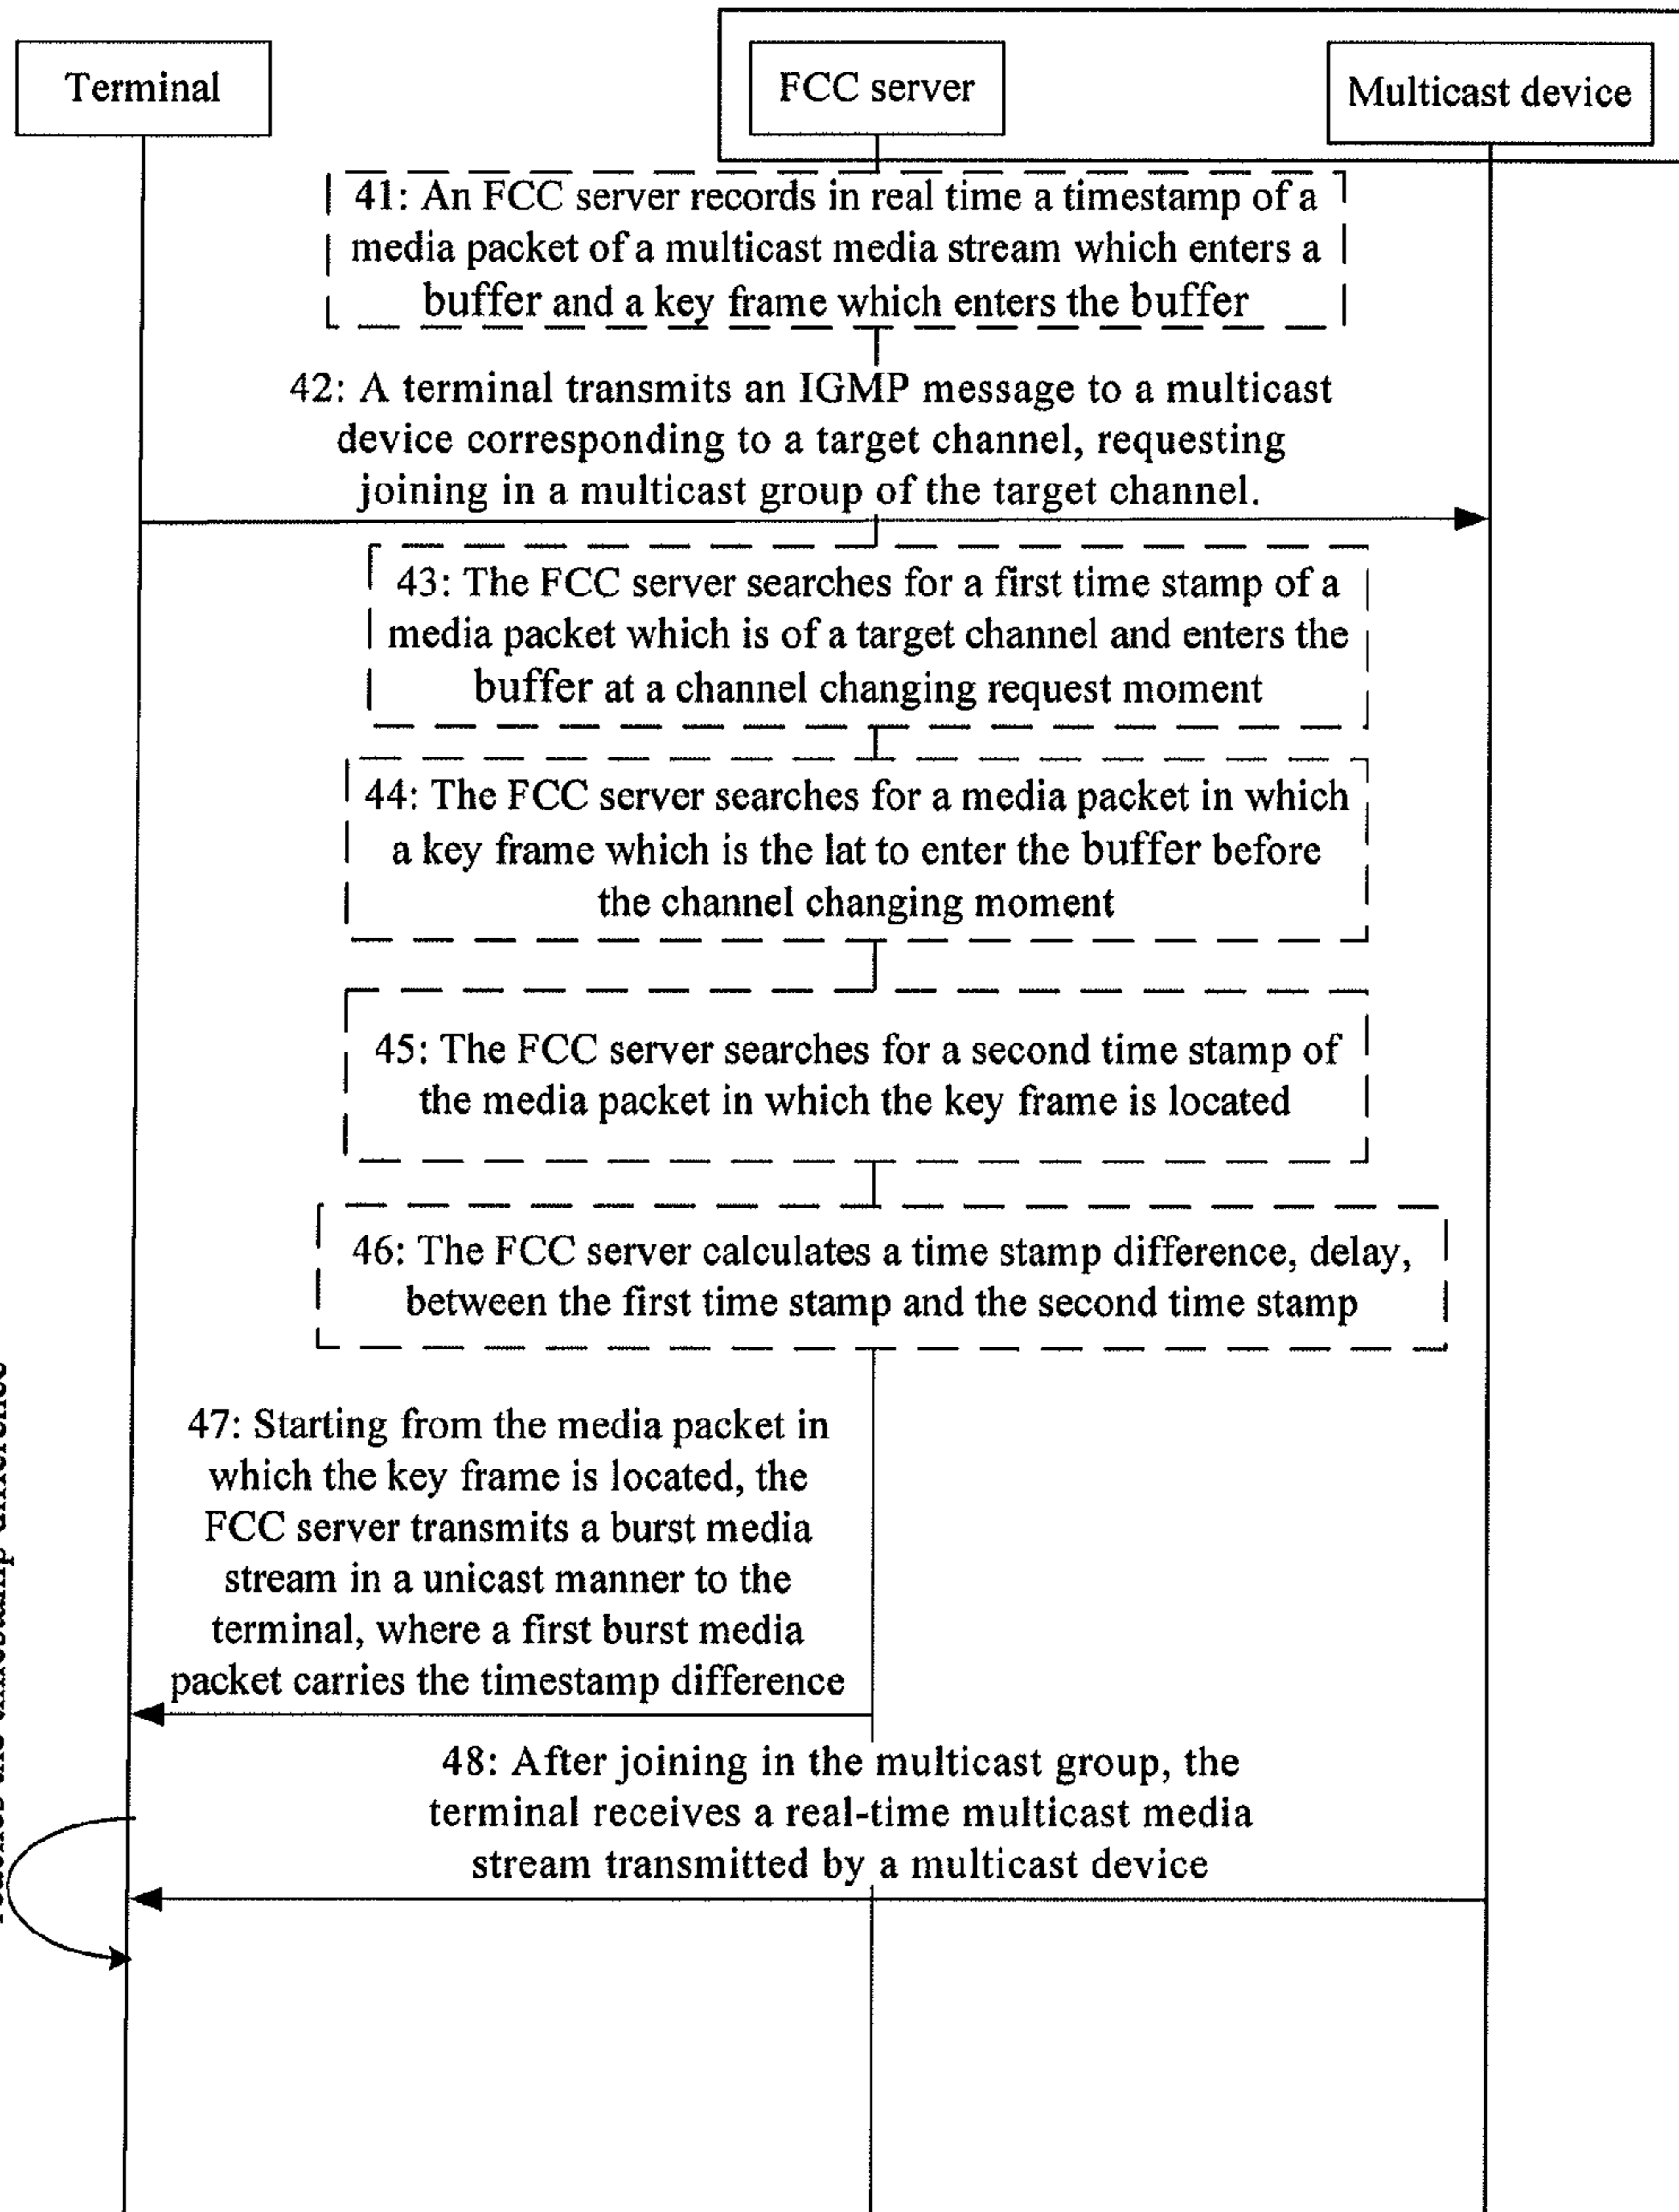 Terminal
FCC server
Multicast device
41: An FCC server records in real time a timestamp of a
media packet of a multicast media stream which enters a
buffer and a key frame which enters the buffer
42: A terminal transmits an IGMP message to a multicast
device corresponding to a target channel, requesting
joining in a multicast group of the target channel.
43: The FCC server searches for a first time stamp of a
media packet which is of a target channel and enters the
buffer at a channel changing request moment
44: The FCC server searches for a media packet in which
a key frame which is the lat to enter the buffer before
the channel changing moment
45: The FCC server searches for a second time stamp of
the media packet in which the key frame is located
46: The FCC server calculates a time stamp difference, delay,
between the first time stamp and the second time stamp
47: Starting from the media packet in
which the key frame is located, the
FCC server transmits a burst media
stream in a unicast manner to the
terminal, where a first burst media
packet carries the timestamp difference
48: After joining in the multicast group, the
terminal receives a real-time multicast media
stream transmitted by a multicast device
the timestamp difference